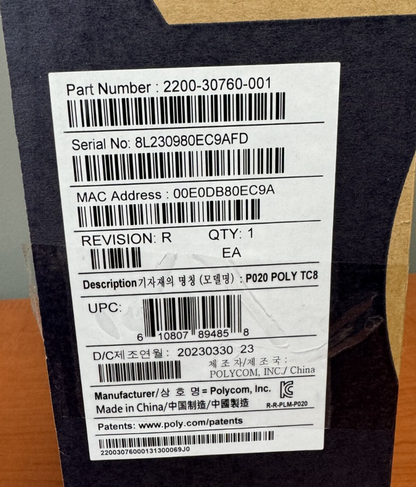 Part Number : 2200-30760-001
Serial No: 8L230980EC9AFD
MAC Address : 00E0DB80EC9A
REVISION: R QTY: 1
EA
Description기자재의 명칭 (모델명) : P020 POLY TC8
UPC:
6 10807 89485 8
D/C제조연월 : 20230330 23
제 조 자/제 조 국 :
POLYCOM, INC./ China
Manufacturer/상 호 명 = Polycom, Inc.
Made in China/中国制造/中國製造
R-R-PLM-P020
Patents: www.poly.com/patents
22003076000131300069J0